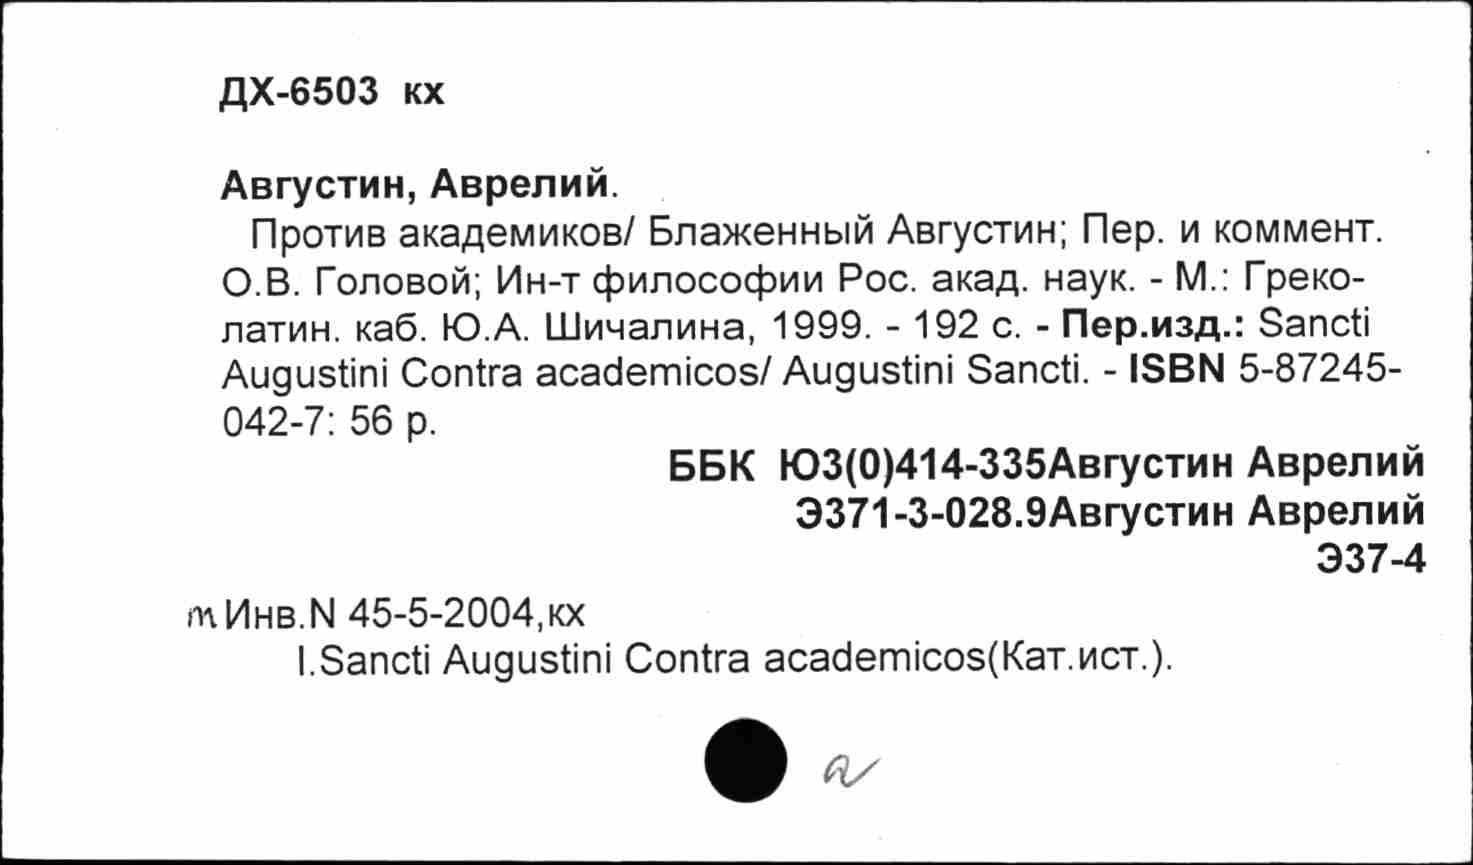 ДХ-6503 кх
Августин, Аврелий.
Против академиков/ Блаженный Августин; Пер. и коммент.
О.В. Головой; Ин-т философии Рос. акад. наук. - М.: Греко-
латин. каб. Ю.А. Шичалина, 1999. - 192 с. - Пер.изд.: Sancti
Augustini Contra academicos/ Augustini Sancti. - ISBN 5-87245-
042-7: 56 р.
ББК Ю3(0)414-335Августин Аврелий
Э371-3-028.9Августин Аврелий
Э37-4
т Инв.N 45-5-2004,кх
I.Sancti Augustini Contra academicos(Кат.ист.).